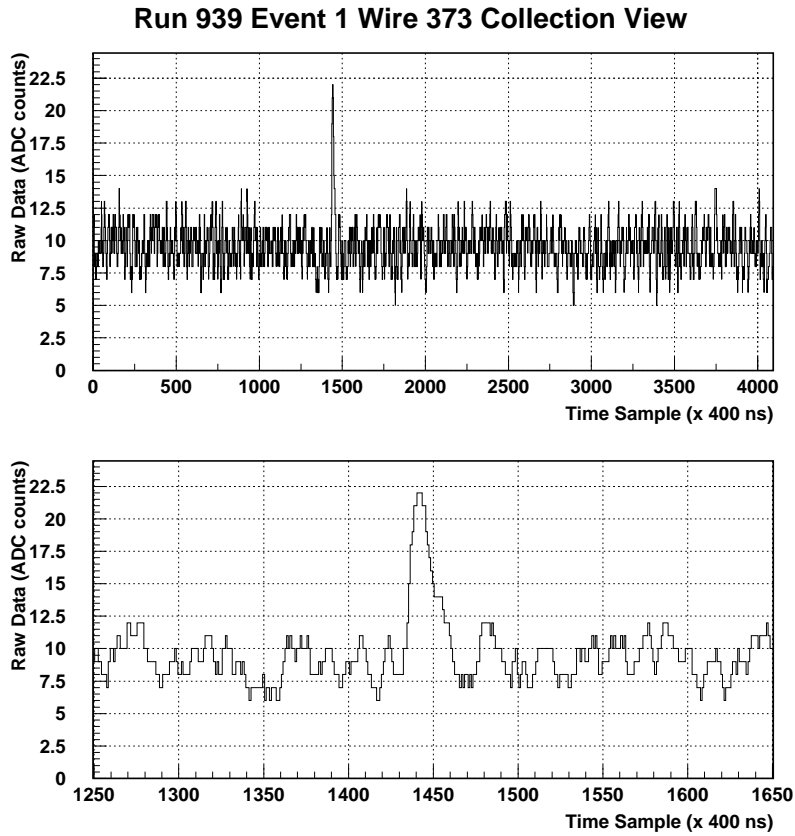 Run 939 Event 1 Wire 373 Collection View
Raw Data (ADC counts)
22.5
20
17.5
15
12.5
10
7.5
5
2.5
0
0 500 1000 1500 2000 2500 3000 3500 4000
Time Sample (x 400 ns)
Raw Data (ADC counts)
22.5
20
17.5
15
12.5
10
7.5
5
2.5
0
1250 1300 1350 1400 1450 1500 1550 1600 1650
Time Sample (x 400 ns)